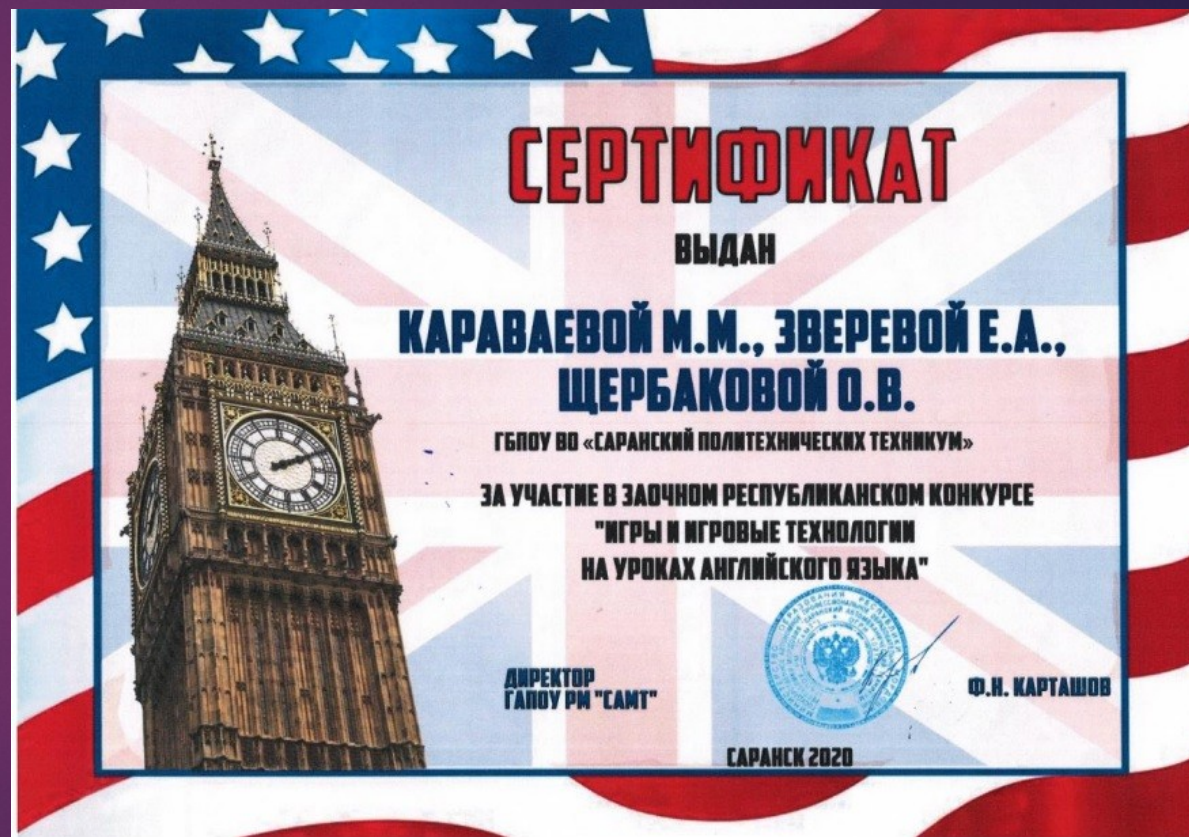 СЕРТИФИКАТ
ВЫДАН
КАРАВАЕВОЙ М.М., ЗВЕРЕВОЙ Е.А.,
ЩЕРБАКОВОЙ О.В.
ГБПОУ ВО «САРАНСКИЙ ПОЛИТЕХНИЧЕСКИХ ТЕХНИКУМ»
ЗА УЧАСТИЕ В ЗАОЧНОМ РЕСПУБЛИКАНСКОМ КОНКУРСЕ
"ИГРЫ И ИГРОВЫЕ ТЕХНОЛОГИИ
НА УРОКАХ АНГЛИЙСКОГО ЯЗЫКА"
ДИРЕКТОР
ГАПОУ РМ "САМТ"
Ф.Н. КАРТАШОВ
САРАНСК 2020